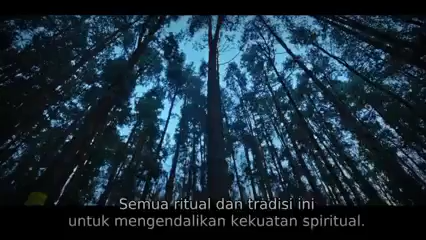 Semua ritual dan tradisi ini
untuk mengendalikan kekuatan spiritual.